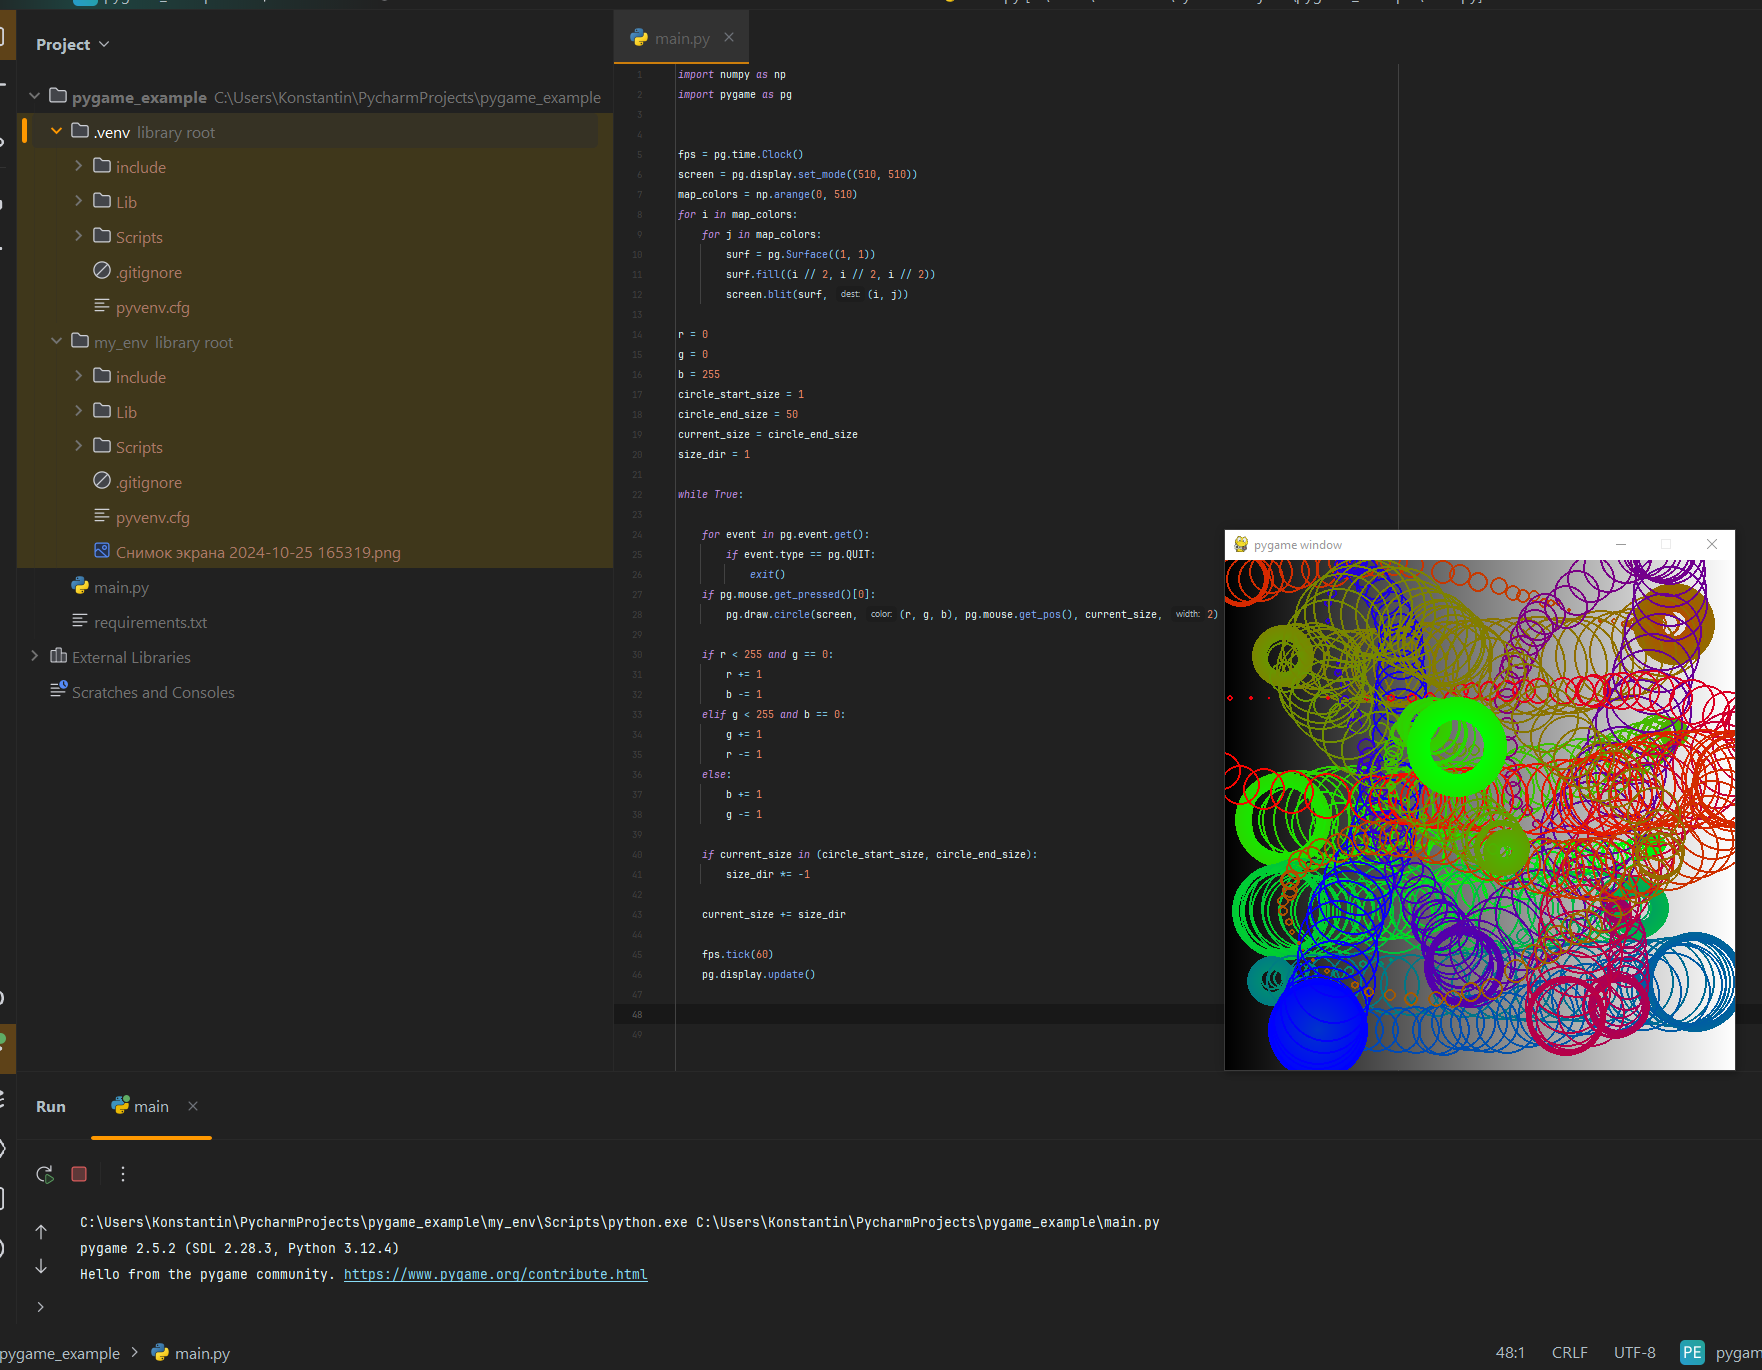 Project
main.py
pygame_example C:\Users\Konstantin\PycharmProjects\pygame_example
.venv library root
include
Lib
Scripts
.gitignore
pyvenv.cfg
my_env library root
include
Lib
Scripts
.gitignore
pyvenv.cfg
Снимок экрана 2024-10-25 165319.png
main.py
requirements.txt
External Libraries
Scratches and Consoles
1 import numpy as np
2 import pygame as pg
3
4
5 fps = pg.time.Clock()
6 screen = pg.display.set_mode((510, 510))
7 map_colors = np.arange(0, 510)
8 for i in map_colors:
9 for j in map_colors:
10 surf = pg.Surface((1, 1))
11 surf.fill((i // 2, i // 2, i // 2))
12 screen.blit(surf, dest: (i, j))
13
14 r = 0
15 g = 0
16 b = 255
17 circle_start_size = 1
18 circle_end_size = 50
19 current_size = circle_end_size
20 size_dir = 1
21
22 while True:
23
24 for event in pg.event.get():
25 if event.type == pg.QUIT:
26 exit()
27 if pg.mouse.get_pressed()[0]:
28 pg.draw.circle(screen, color: (r, g, b), pg.mouse.get_pos(), current_size, width: 2)
29
30 if r < 255 and g == 0:
31 r += 1
32 b -= 1
33 elif g < 255 and b == 0:
34 g += 1
35 r -= 1
36 else:
37 b += 1
38 g -= 1
39
40 if current_size in (circle_start_size, circle_end_size):
41 size_dir *= -1
42
43 current_size += size_dir
44
45 fps.tick(60)
46 pg.display.update()
47
48
49
pygame window
Run main
C:\Users\Konstantin\PycharmProjects\pygame_example\my_env\Scripts\python.exe C:\Users\Konstantin\PycharmProjects\pygame_example\main.py
pygame 2.5.2 (SDL 2.28.3, Python 3.12.4)
Hello from the pygame community. https://www.pygame.org/contribute.html
pygame_example > main.py
48:1 CRLF UTF-8 PE pygam